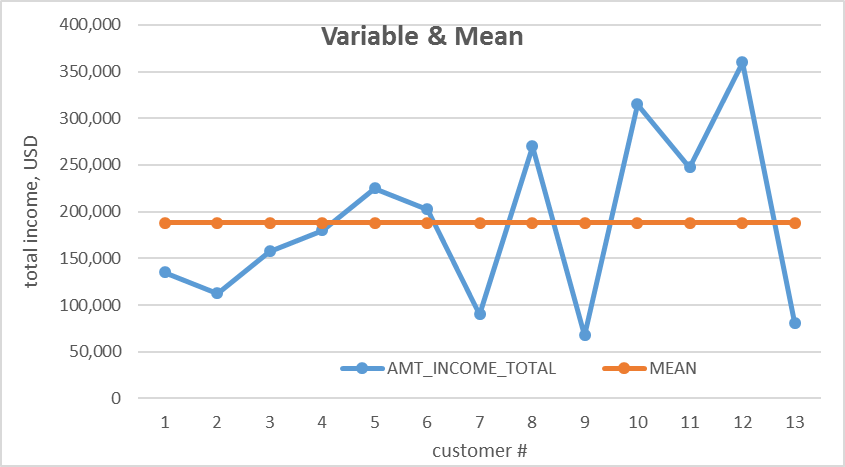 Variable & Mean
400,000
350,000
300,000
250,000
200,000
150,000
100,000
50,000
0
total income, USD
AMT_INCOME_TOTAL MEAN
1 2 3 4 5 6 7 8 9 10 11 12 13
customer #